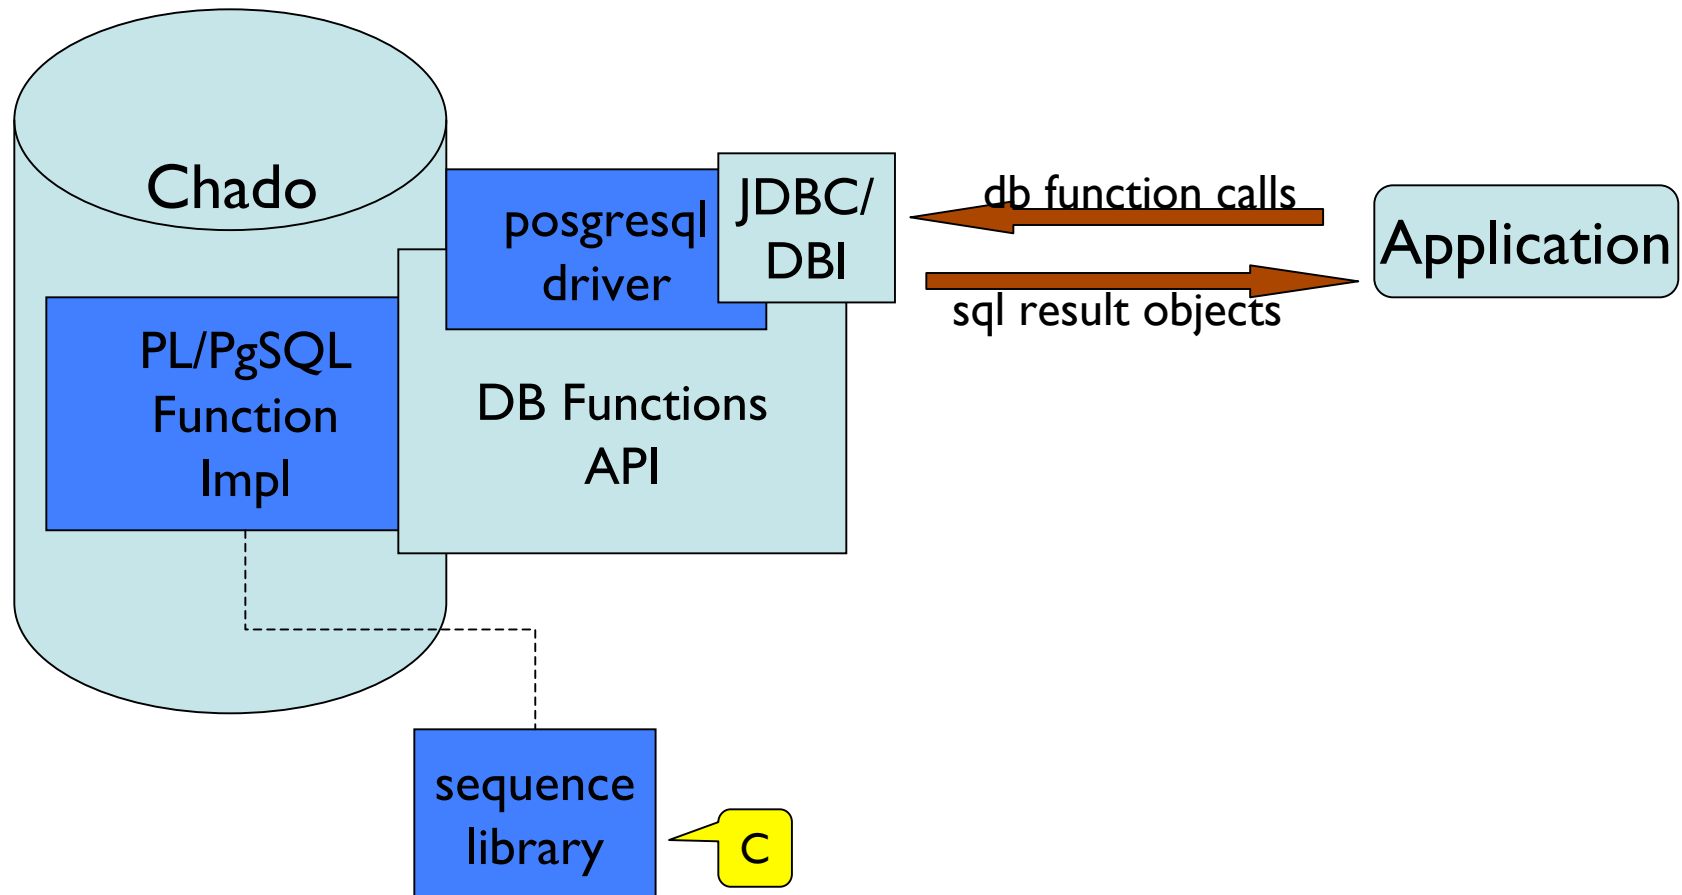 Chado
posgresql
driver
JDBC/
DBI
db function calls
sql result objects
Application
PL/PgSQL
Function
Impl
DB Functions
API
sequence
library
C